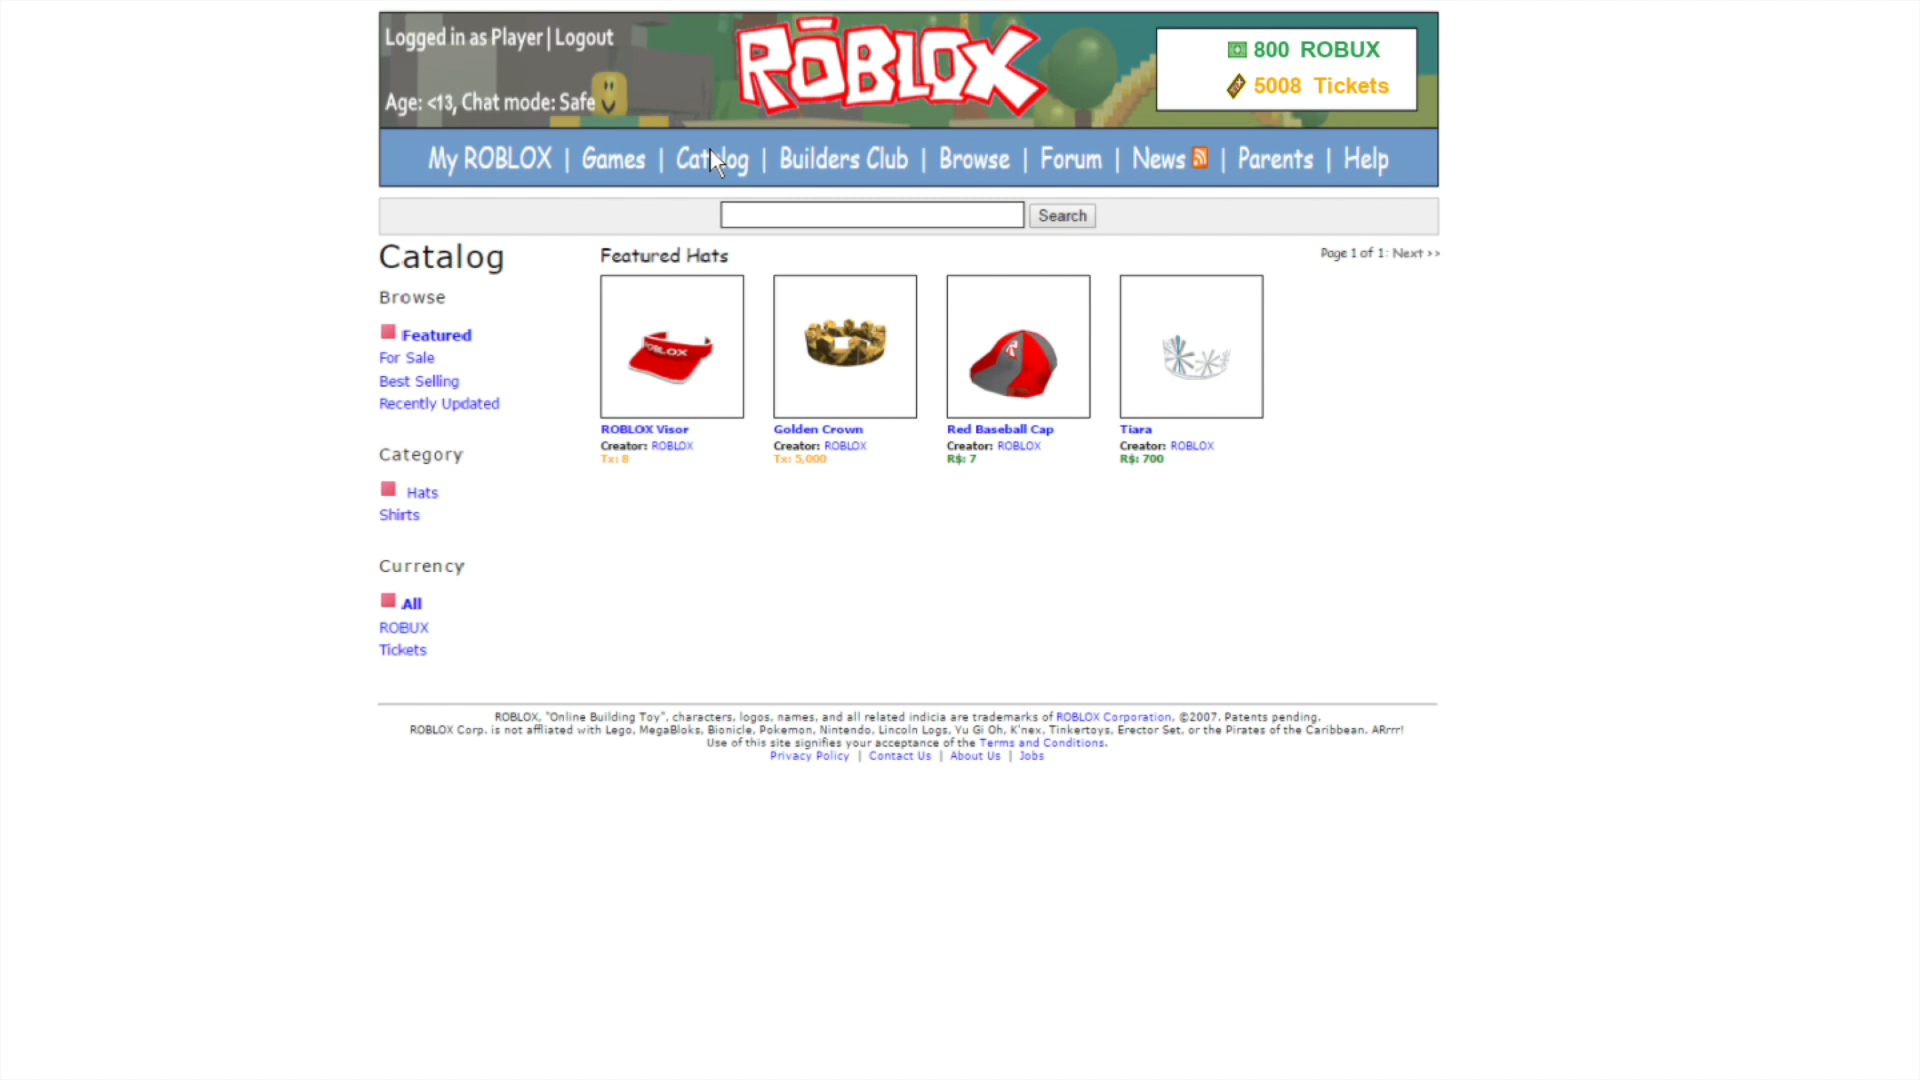 Logged in as Player | Logout
Age: <13, Chat mode: Safe
ROBLOX
800 ROBUX
5008 Tickets
My ROBLOX | Games | Catalog | Builders Club | Browse | Forum | News | Parents | Help
Search
Catalog
Browse
Featured
For Sale
Best Selling
Recently Updated
Category
Hats
Shirts
Currency
All
ROBUX
Tickets
Featured Hats
Page 1 of 1: Next >>
ROBLOX
ROBLOX Visor
Creator: ROBLOX
Tx: 8
Golden Crown
Creator: ROBLOX
Tx: 5,000
R
Red Baseball Cap
Creator: ROBLOX
R$: 7
Tiara
Creator: ROBLOX
R$: 700
ROBLOX, "Online Building Toy", characters, logos, names, and all related indicia are trademarks of ROBLOX Corporation, ©2007. Patents pending.
ROBLOX Corp. is not affliated with Lego, MegaBloks, Bionicle, Pokemon, Nintendo, Lincoln Logs, Yu Gi Oh, K'nex, Tinkertoys, Erector Set, or the Pirates of the Caribbean. ARrrr!
Use of this site signifies your acceptance of the Terms and Conditions.
Privacy Policy | Contact Us | About Us | Jobs